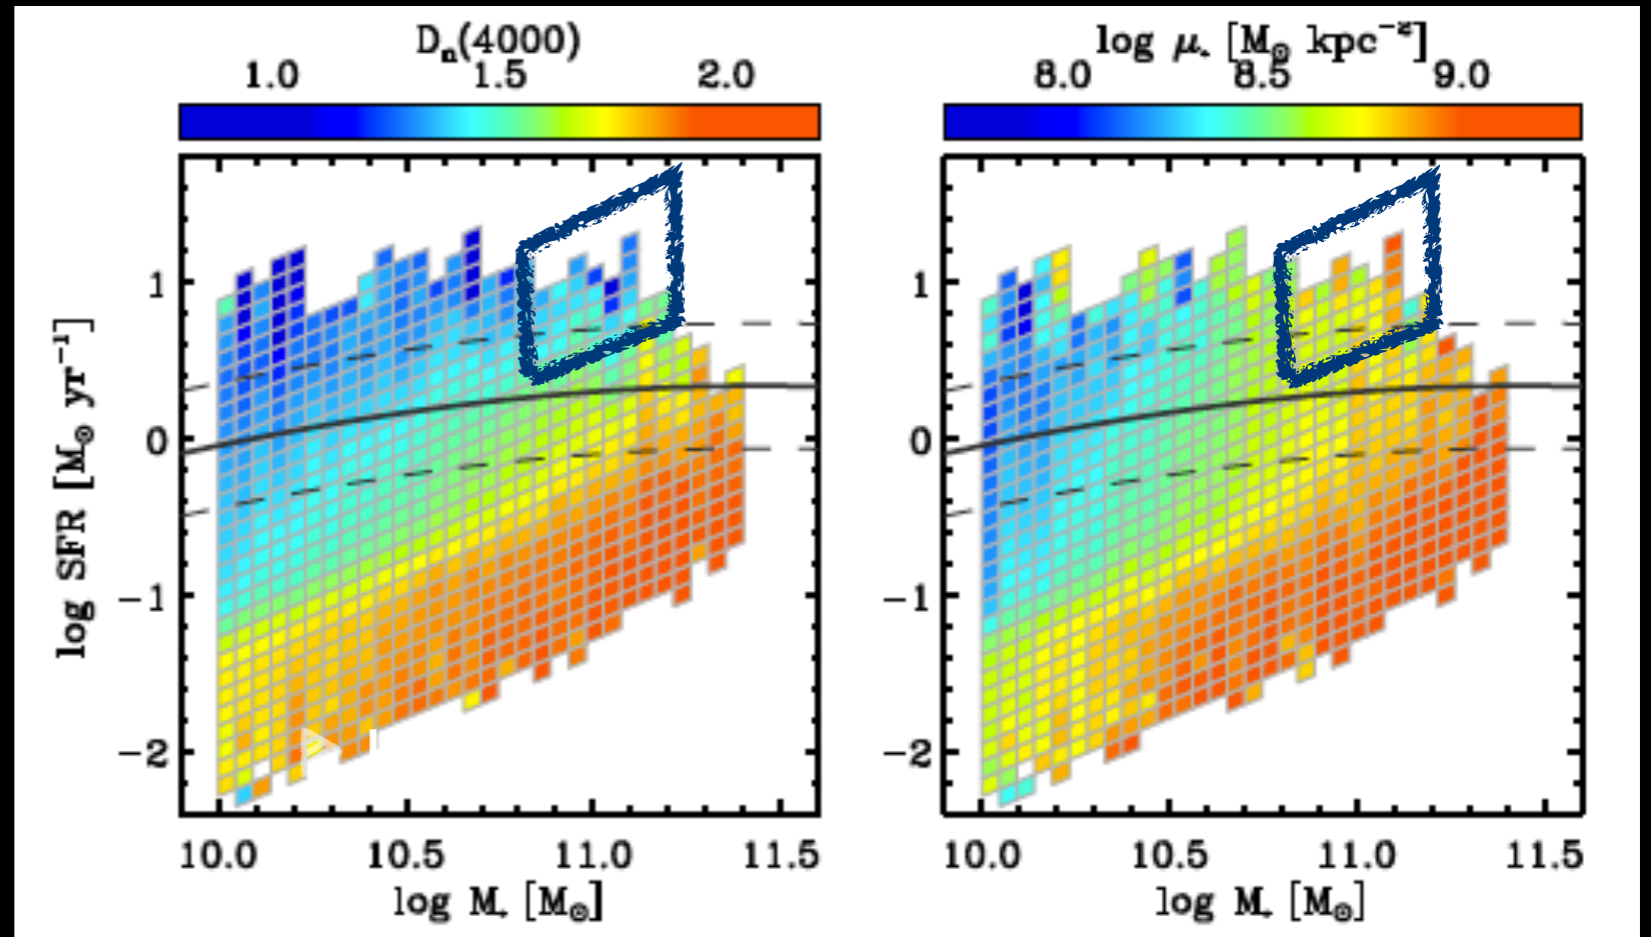 Dₙ(4000)
1.0 1.5 2.0
log μ* [M⊙ kpc⁻²]
8.0 8.5 9.0
log SFR [M⊙ yr⁻¹]
1
0
−1
−2
10.0 10.5 11.0 11.5
log M* [M⊙]
1
0
−1
−2
10.0 10.5 11.0 11.5
log M* [M⊙]